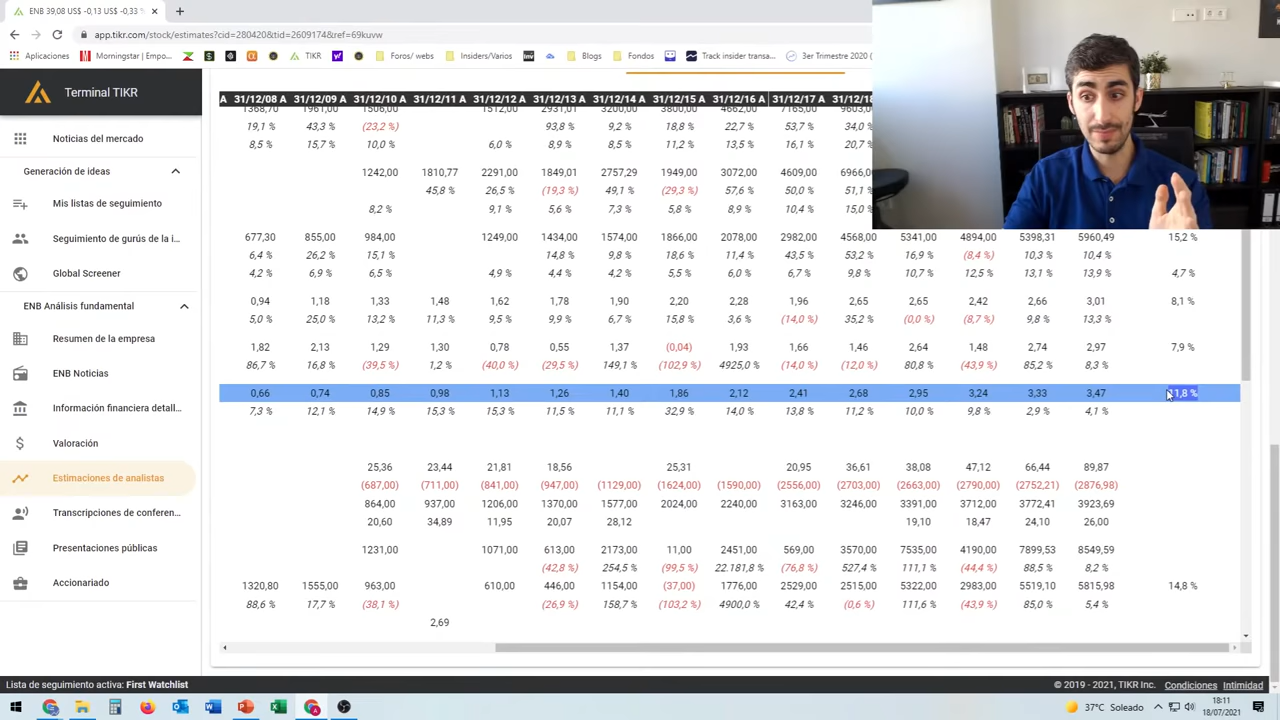 ENB 39,08 US$ -0,13 US$ -0,33 %
app.tikr.com/stock/estimates?cid=280420&tid=2609174&ref=69kuvw
Aplicaciones Morningstar | Empo... TIKR Foros/ webs Insiders/Varios Blogs Fondos Track insider transa... 3er Trimestre 2020 (
Terminal TIKR
Noticias del mercado
Generación de ideas
Mis listas de seguimiento
Seguimiento de gurús de la i...
Global Screener
ENB Análisis fundamental
Resumen de la empresa
ENB Noticias
Información financiera detall...
Valoración
Estimaciones de analistas
Transcripciones de conferen...
Presentaciones públicas
Accionariado
A 31/12/08 A 31/12/09 A 31/12/10 A 31/12/11 A 31/12/12 A 31/12/13 A 31/12/14 A 31/12/15 A 31/12/16 A 31/12/17 A 31/12/18
1368,70 1961,00 1506,00 1512,00 2931,01 3200,00 3800,00 4662,00 7165,00 9603,00
19,1 % 43,3 % (23,2 %) 93,8 % 9,2 % 18,8 % 22,7 % 53,7 % 34,0 %
8,5 % 15,7 % 10,0 % 6,0 % 8,9 % 8,5 % 11,2 % 13,5 % 16,1 % 20,7 %
1242,00 1810,77 2291,00 1849,01 2757,29 1949,00 3072,00 4609,00 6966,00
45,8 % 26,5 % (19,3 %) 49,1 % (29,3 %) 57,6 % 50,0 % 51,1 %
8,2 % 9,1 % 5,6 % 7,3 % 5,8 % 8,9 % 10,4 % 15,0 %
677,30 855,00 984,00 1249,00 1434,00 1574,00 1866,00 2078,00 2982,00 4568,00 5341,00 4894,00 5398,31 5960,49 15,2 %
6,4 % 26,2 % 15,1 % 14,8 % 9,8 % 18,6 % 11,4 % 43,5 % 53,2 % 16,9 % (8,4 %) 10,3 % 10,4 %
4,2 % 6,9 % 6,5 % 4,9 % 4,4 % 4,2 % 5,5 % 6,0 % 6,7 % 9,8 % 10,7 % 12,5 % 13,1 % 13,9 % 4,7 %
0,94 1,18 1,33 1,48 1,62 1,78 1,90 2,20 2,28 1,96 2,65 2,65 2,42 2,66 3,01 8,1 %
5,0 % 25,0 % 13,2 % 11,3 % 9,5 % 9,9 % 6,7 % 15,8 % 3,6 % (14,0 %) 35,2 % (0,0 %) (8,7 %) 9,8 % 13,3 %
1,82 2,13 1,29 1,30 0,78 0,55 1,37 (0,04) 1,93 1,66 1,46 2,64 1,48 2,74 2,97 7,9 %
86,7 % 16,8 % (39,5 %) 1,2 % (40,0 %) (29,5 %) 149,1 % (102,9 %) 4925,0 % (14,0 %) (12,0 %) 80,8 % (43,9 %) 85,2 % 8,3 %
0,66 0,74 0,85 0,98 1,13 1,26 1,40 1,86 2,12 2,41 2,68 2,95 3,24 3,33 3,47 11,8 %
7,3 % 12,1 % 14,9 % 15,3 % 15,3 % 11,5 % 11,1 % 32,9 % 14,0 % 13,8 % 11,2 % 10,0 % 9,8 % 2,9 % 4,1 %
25,36 23,44 21,81 18,56 25,31 20,95 36,61 38,08 47,12 66,44 89,87
(687,00) (711,00) (841,00) (947,00) (1129,00) (1624,00) (1590,00) (2556,00) (2703,00) (2663,00) (2790,00) (2752,21) (2876,98)
864,00 937,00 1206,00 1370,00 1577,00 2024,00 2240,00 3163,00 3246,00 3391,00 3712,00 3772,41 3923,69
20,60 34,89 11,95 20,07 28,12 19,10 18,47 24,10 26,00
1231,00 1071,00 613,00 2173,00 11,00 2451,00 569,00 3570,00 7535,00 4190,00 7899,53 8549,59
(42,8 %) 254,5 % (99,5 %) 22.181,8 % (76,8 %) 527,4 % 111,1 % (44,4 %) 88,5 % 8,2 %
1320,80 1555,00 963,00 610,00 446,00 1154,00 (37,00) 1776,00 2529,00 2515,00 5322,00 2983,00 5519,10 5815,98 14,8 %
88,6 % 17,7 % (38,1 %) (26,9 %) 158,7 % (103,2 %) 4900,0 % 42,4 % (0,6 %) 111,6 % (43,9 %) 85,0 % 5,4 %
2,69
Lista de seguimiento activa: First Watchlist © 2019 - 2021, TIKR Inc. Condiciones Intimidad
37°C Soleado 18:11
18/07/2021